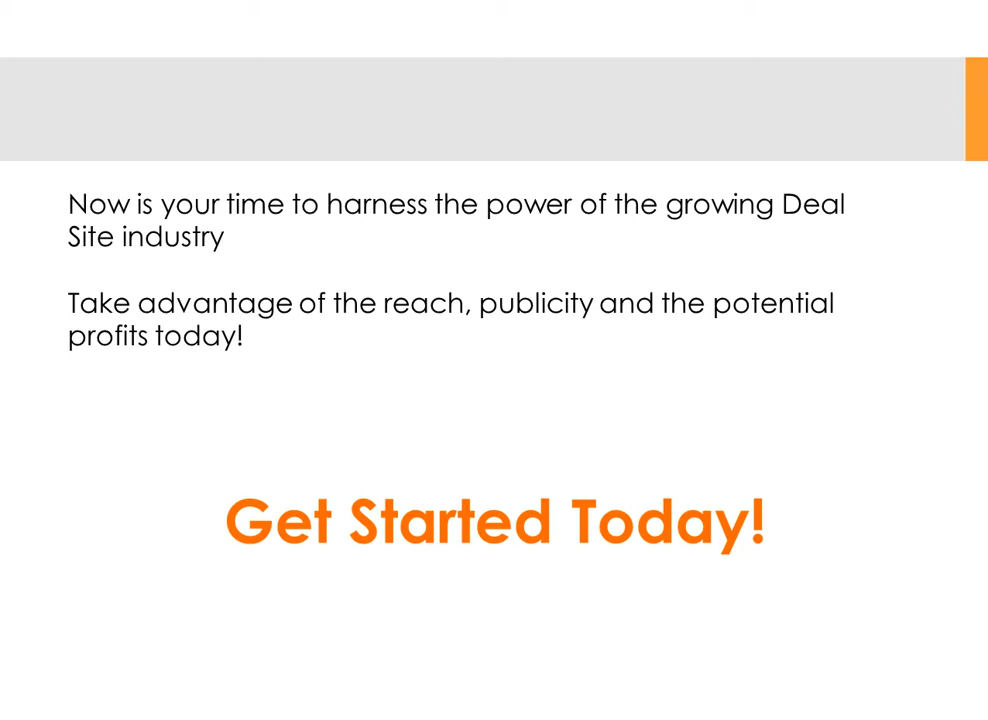 Now is your time to harness the power of the growing Deal
Site industry
Take advantage of the reach, publicity and the potential
profits today!
Get Started Today!